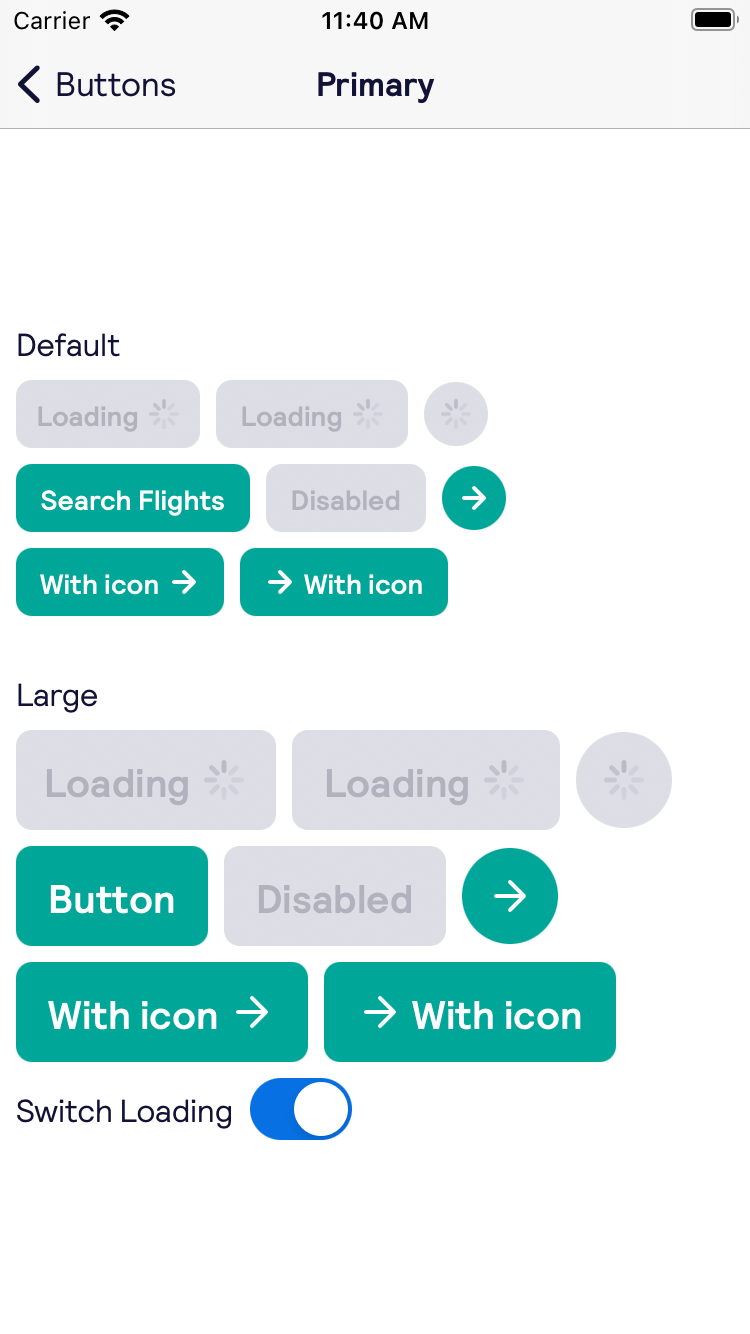 Carrier 11:40 AM
Buttons Primary
Default
Loading Loading
Search Flights Disabled
With icon With icon
Large
Loading Loading
Button Disabled
With icon With icon
Switch Loading